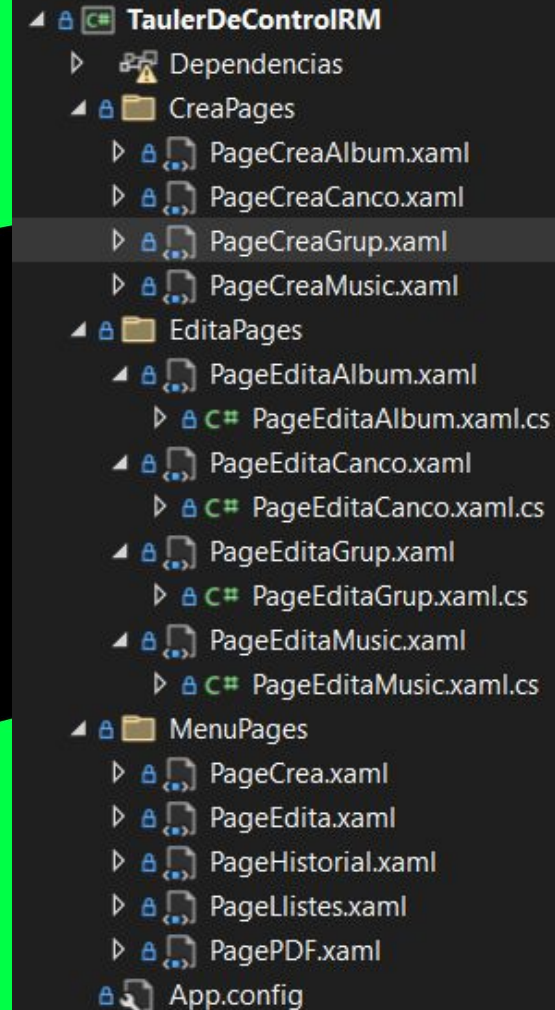 C# TaulerDeControlRM
Dependencias
CreaPages
PageCreaAlbum.xaml
PageCreaCanco.xaml
PageCreaGrup.xaml
PageCreaMusic.xaml
EditaPages
PageEditaAlbum.xaml
C# PageEditaAlbum.xaml.cs
PageEditaCanco.xaml
C# PageEditaCanco.xaml.cs
PageEditaGrup.xaml
C# PageEditaGrup.xaml.cs
PageEditaMusic.xaml
C# PageEditaMusic.xaml.cs
MenuPages
PageCrea.xaml
PageEdita.xaml
PageHistorial.xaml
PageLlistes.xaml
PagePDF.xaml
App.config